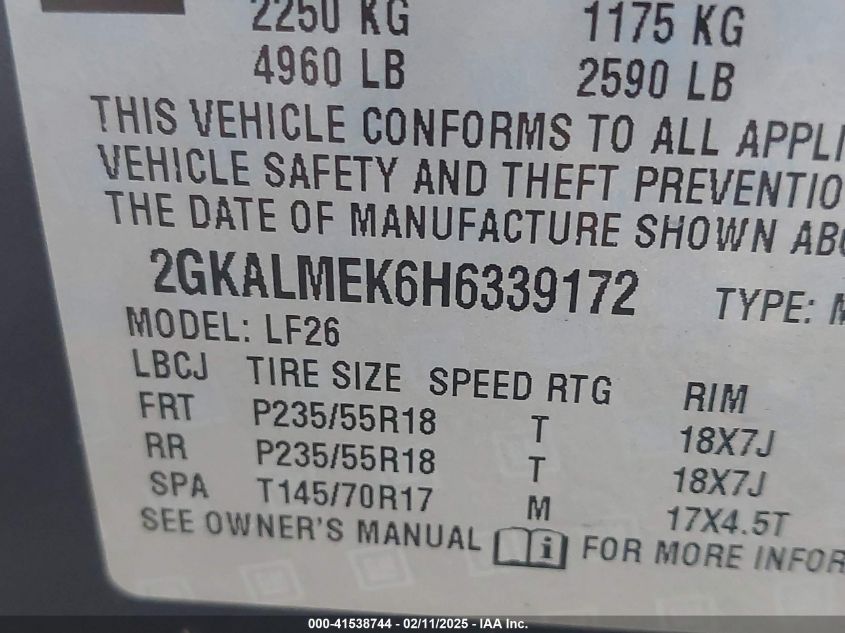 2250 KG 1175 KG
4960 LB 2590 LB
THIS VEHICLE CONFORMS TO ALL APPLI
VEHICLE SAFETY AND THEFT PREVENTIO
THE DATE OF MANUFACTURE SHOWN ABO
2GKALMEK6H6339172 TYPE: M
MODEL: LF26
LBCJ TIRE SIZE SPEED RTG RIM
FRT P235/55R18 T 18X7J
RR P235/55R18 T 18X7J
SPA T145/70R17 M 17X4.5T
SEE OWNER'S MANUAL i FOR MORE INFOR
000-41538744 - 02/11/2025 - IAA Inc.